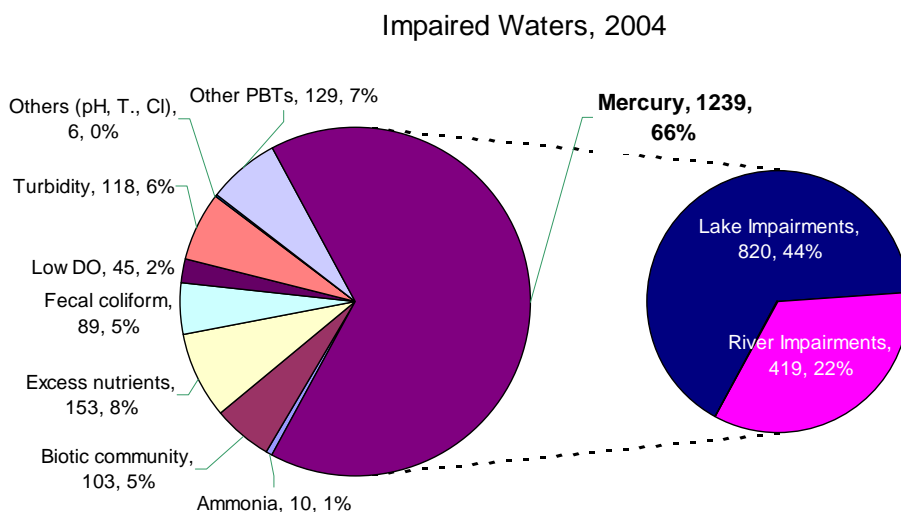 Impaired Waters, 2004
Other PBTs, 129, 7%
Others (pH, T., Cl),
6, 0%
Mercury, 1239,
66%
Turbidity, 118, 6%
Lake Impairments,
820, 44%
Low DO, 45, 2%
Fecal coliform,
89, 5%
River Impairments,
419, 22%
Excess nutrients,
153, 8%
Biotic community,
103, 5%
Ammonia, 10, 1%